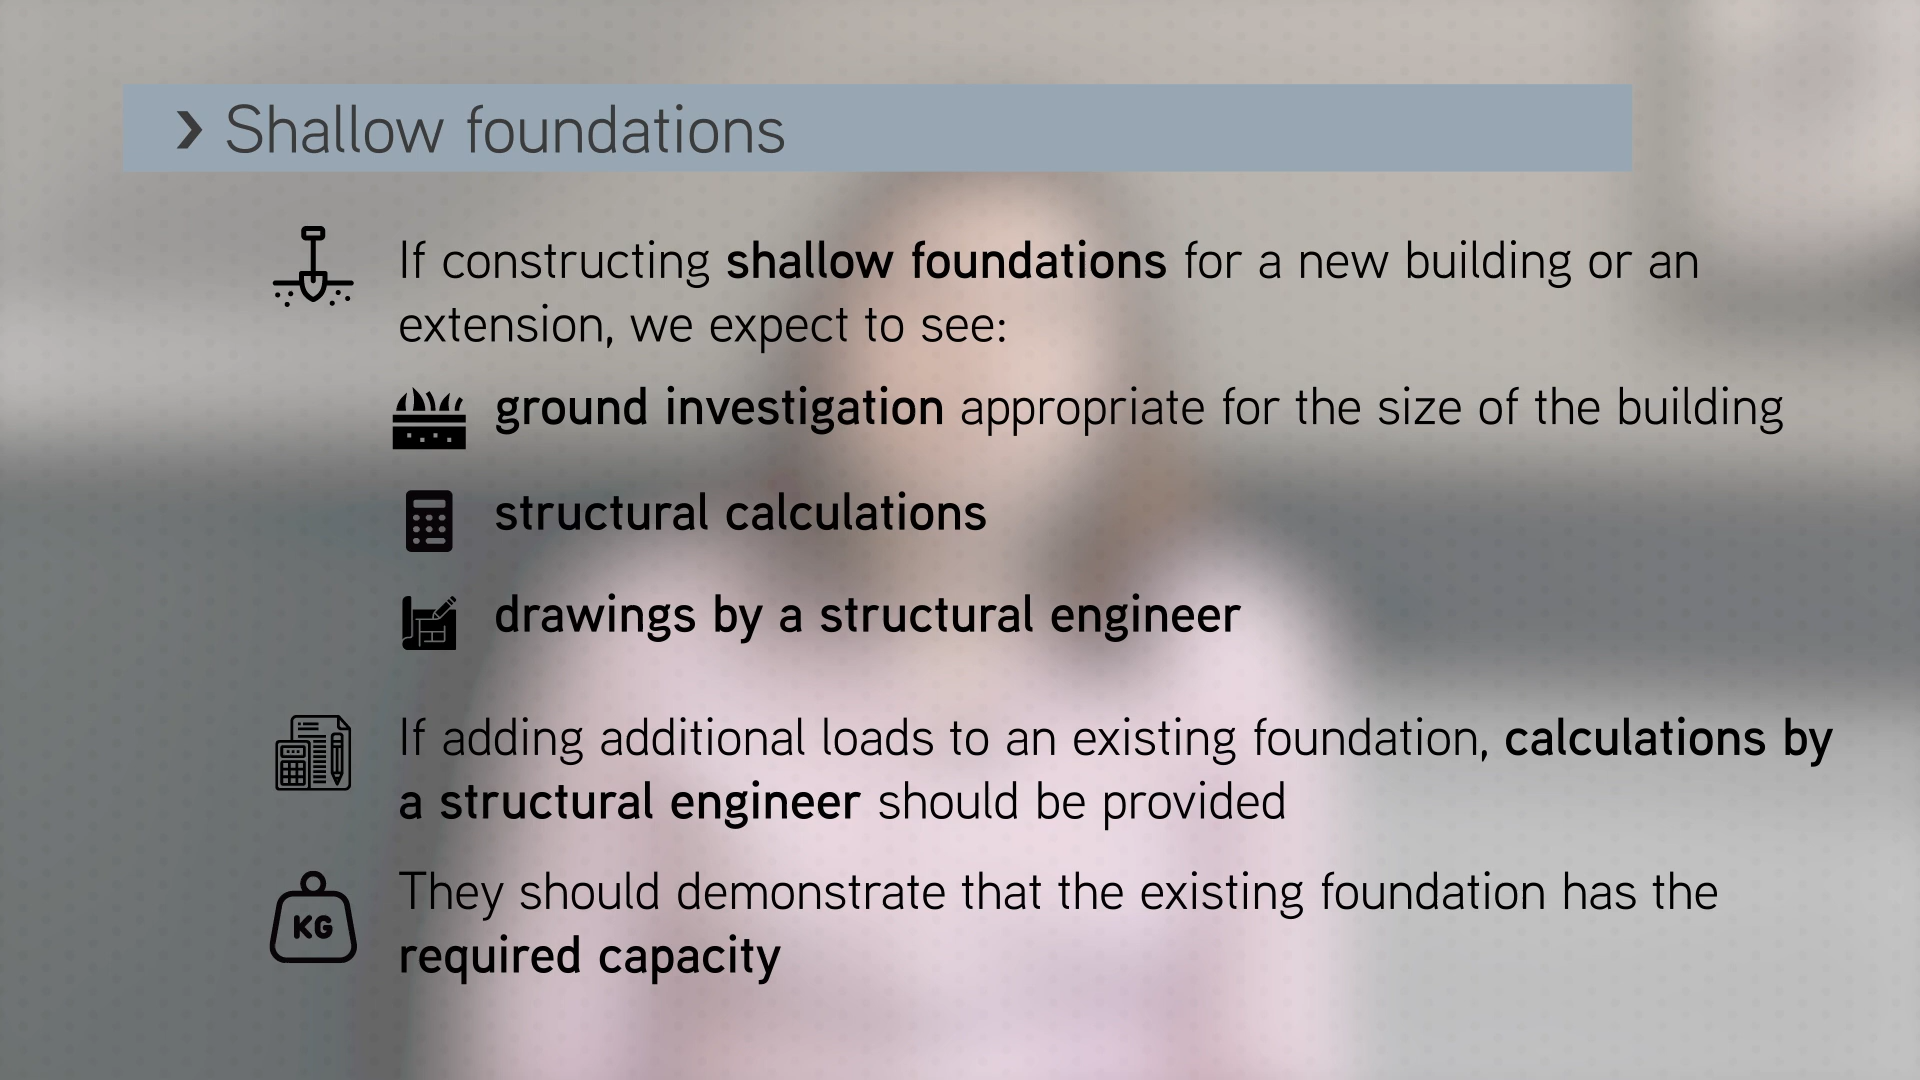 Shallow foundations
If constructing shallow foundations for a new building or an
extension, we expect to see:
ground investigation appropriate for the size of the building
structural calculations
drawings by a structural engineer
If adding additional loads to an existing foundation, calculations by
a structural engineer should be provided
KG
They should demonstrate that the existing foundation has the
required capacity